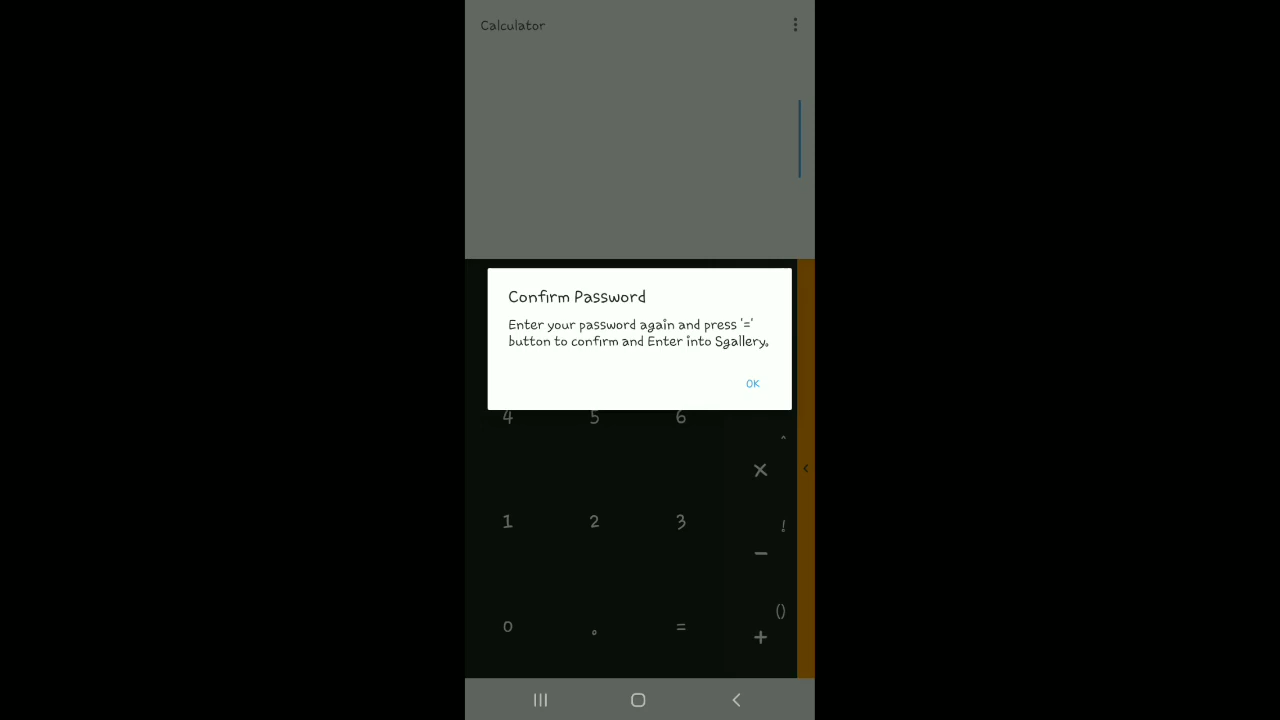 Calculator
Confirm Password
Enter your password again and press '='
button to confirm and Enter into Sgallery.
OK
4 5 6
^
×
1 2 3
!
−
()
0 . =
+